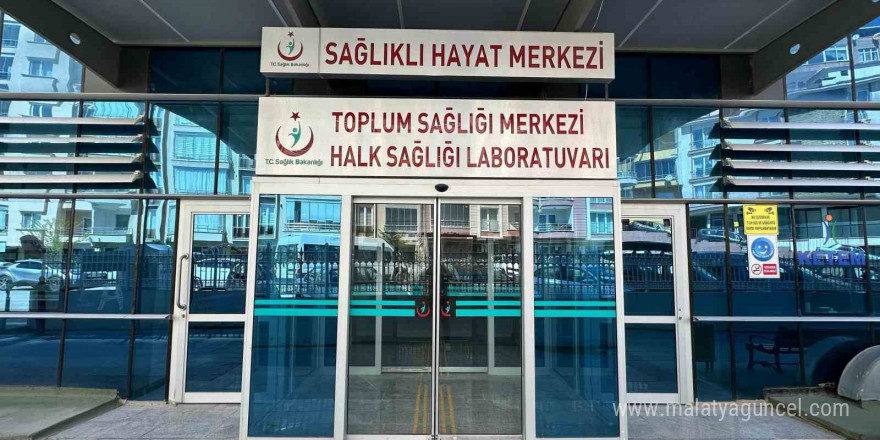 SAĞLIKLI HAYAT MERKEZİ
T.C. Sağlık Bakanlığı
TOPLUM SAĞLIĞI MERKEZİ
HALK SAĞLIĞI LABORATUVARI
T.C. Sağlık Bakanlığı
KETEM
www.malatyaguncel.com